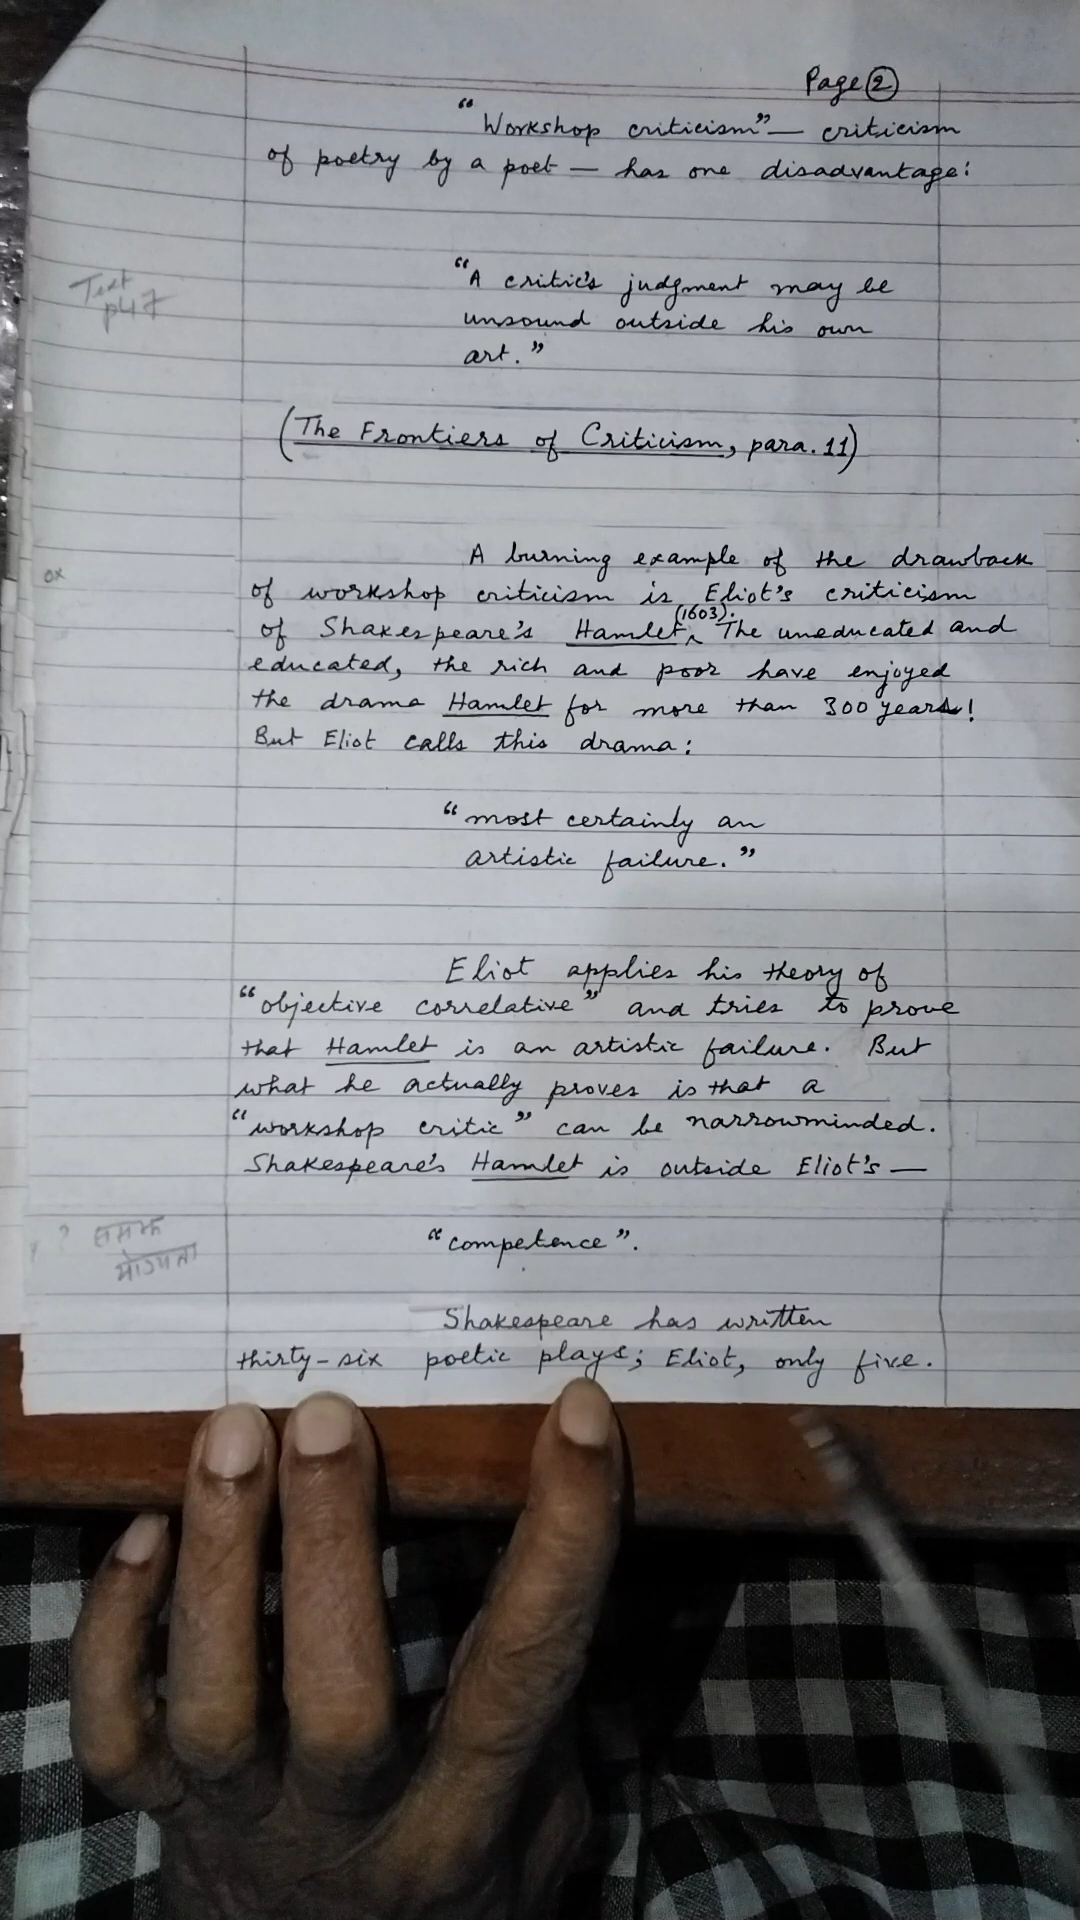 Page 2
"Workshop criticism" — criticism
of poetry by a poet — has one disadvantage:
Text
p47
"A critic's judgment may be
unsound outside his own
art."
(The Frontiers of Criticism, para. 11)
A burning example of the drawback
ox
of workshop criticism is Eliot's criticism
of Shakespeare's Hamlet (1603). The uneducated and
educated, the rich and poor have enjoyed
the drama Hamlet for more than 300 years!
But Eliot calls this drama:
"most certainly an
artistic failure."
Eliot applies his theory of
"objective correlative" and tries to prove
that Hamlet is an artistic failure. But
what he actually proves is that a
"workshop critic" can be narrowminded.
Shakespeare's Hamlet is outside Eliot's —
? समझ
योग्यता
"competence".
Shakespeare has written
thirty-six poetic plays; Eliot, only five.